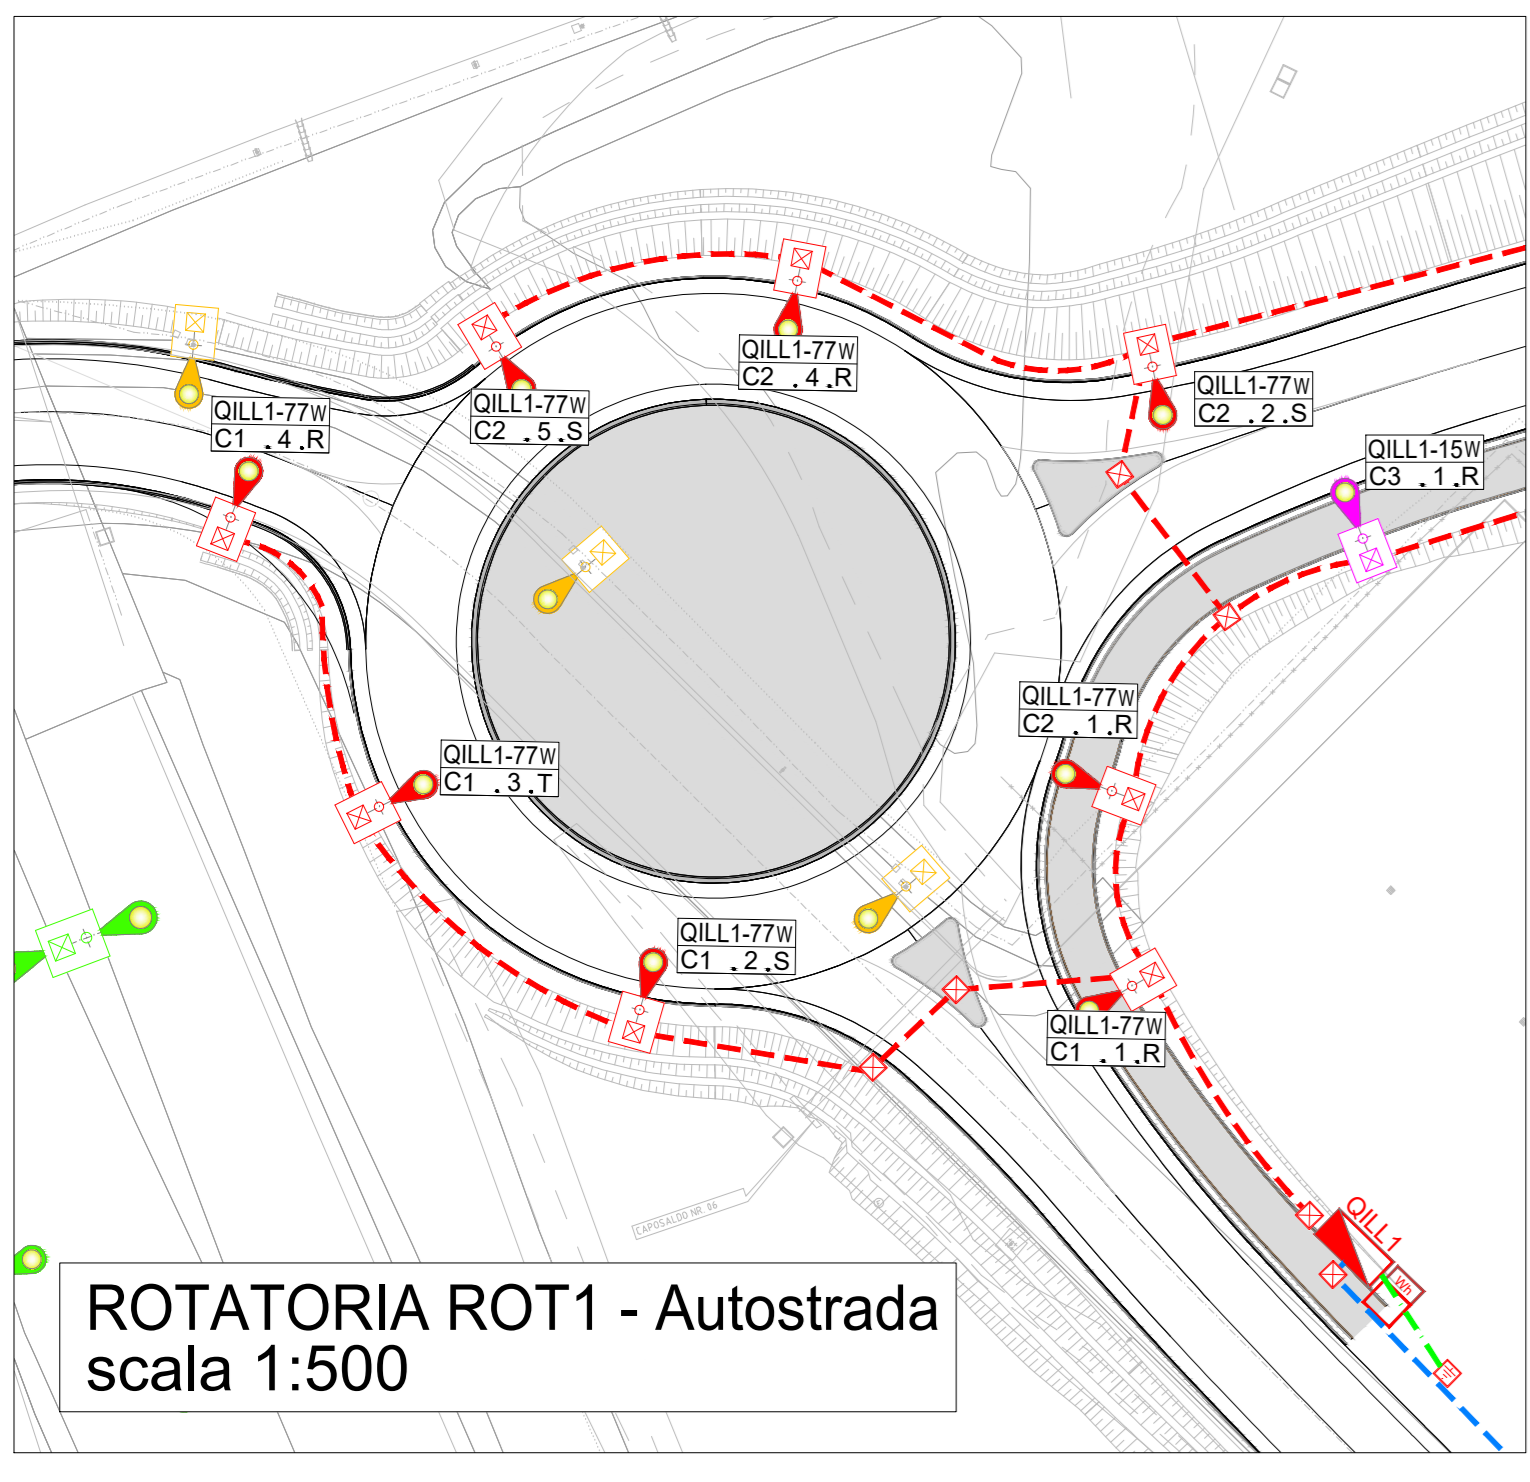 QILL1-77W
C2 .4.R
QILL1-77W
C2 .2.S
QILL1-77W
C2 .5.S
QILL1-77W
C1 .4.R
QILL1-15W
C3 .1.R
QILL1-77W
C2 .1.R
QILL1-77W
C1 .3.T
QILL1-77W
C1 .2.S
QILL1-77W
C1 .1.R
CAPOSALDO NR. 06
QILL1
Wh
ROTATORIA ROT1 - Autostrada
scala 1:500